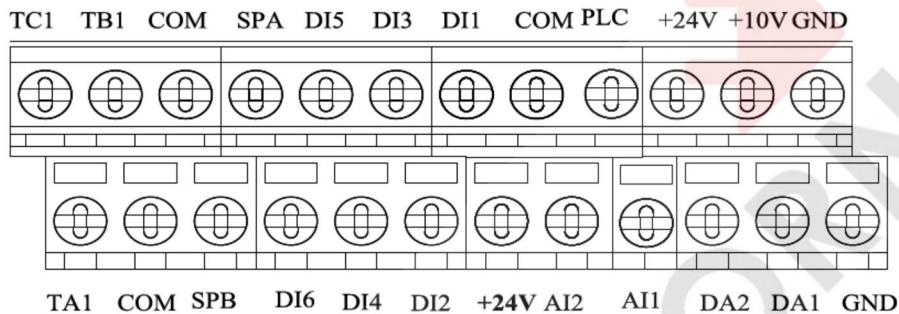 TC1 TB1 COM SPA DI5 DI3 DI1 COM PLC +24V +10V GND
TA1 COM SPB DI6 DI4 DI2 +24V AI2 AI1 DA2 DA1 GND